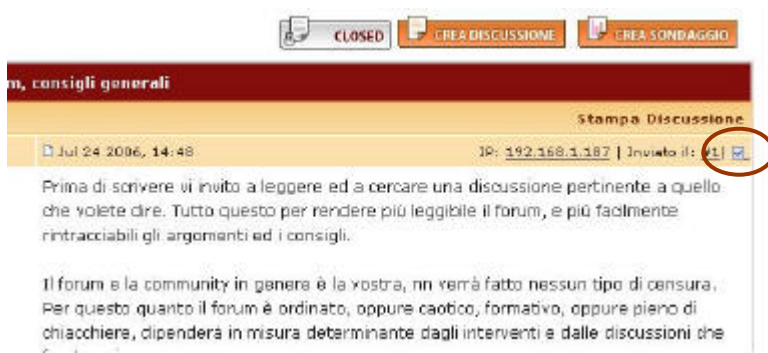 CLOSED CREA DISCUSSIONE CREA SONDAGGIO
m, consigli generali
Stampa Discussione
Jul 24 2006, 14:48 IP: 192.168.1.187 | Inviato il: #1|
Prima di scrivere vi invito a leggere ed a cercare una discussione pertinente a quello
che volete dire. Tutto questo per rendere più leggibile il forum, e più facilmente
rintracciabili gli argomenti ed i consigli.
Il forum e la community in genere è la vostra, nn verrà fatto nessun tipo di censura.
Per questo quanto il forum è ordinato, oppure caotico, formativo, oppure pieno di
chiacchiere, dipenderà in misura determinante dagli interventi e dalle discussioni che